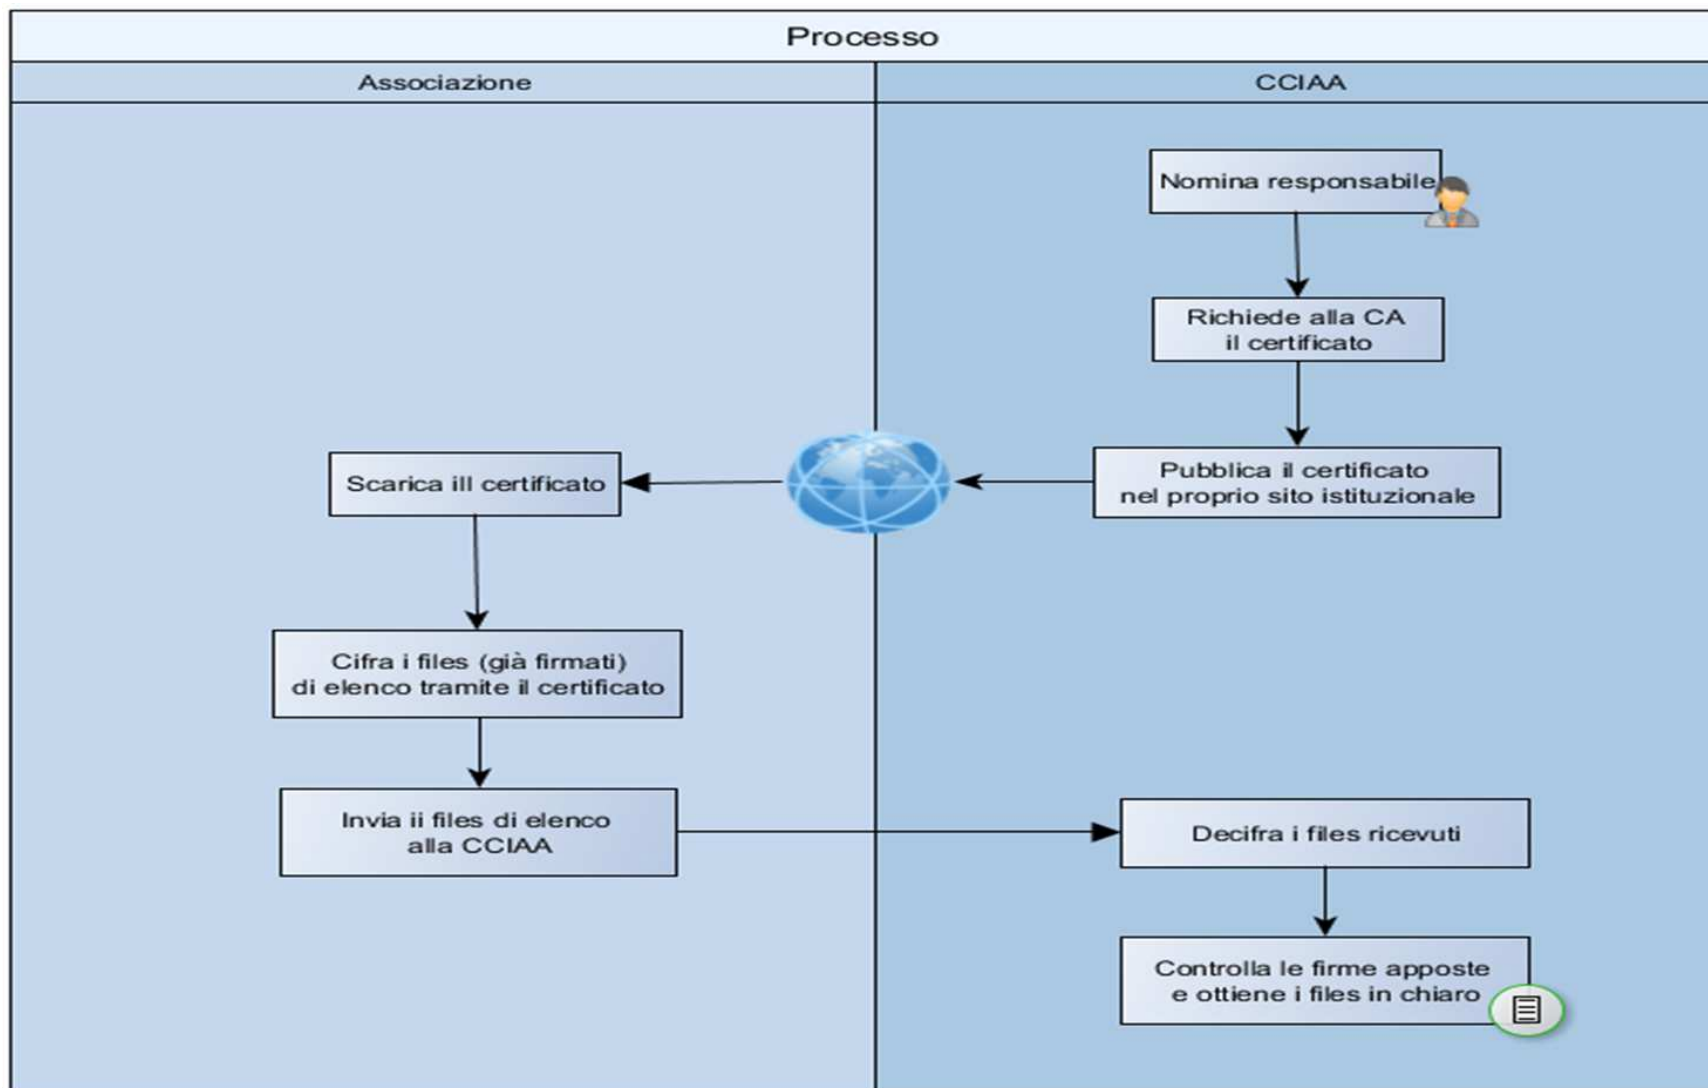 Processo
Associazione
CCIAA
Nomina responsabile
Richiede alla CA
il certificato
Pubblica il certificato
nel proprio sito istituzionale
Scarica ill certificato
Cifra i files (già firmati)
di elenco tramite il certificato
Invia ii files di elenco
alla CCIAA
Decifra i files ricevuti
Controlla le firme apposte
e ottiene i files in chiaro